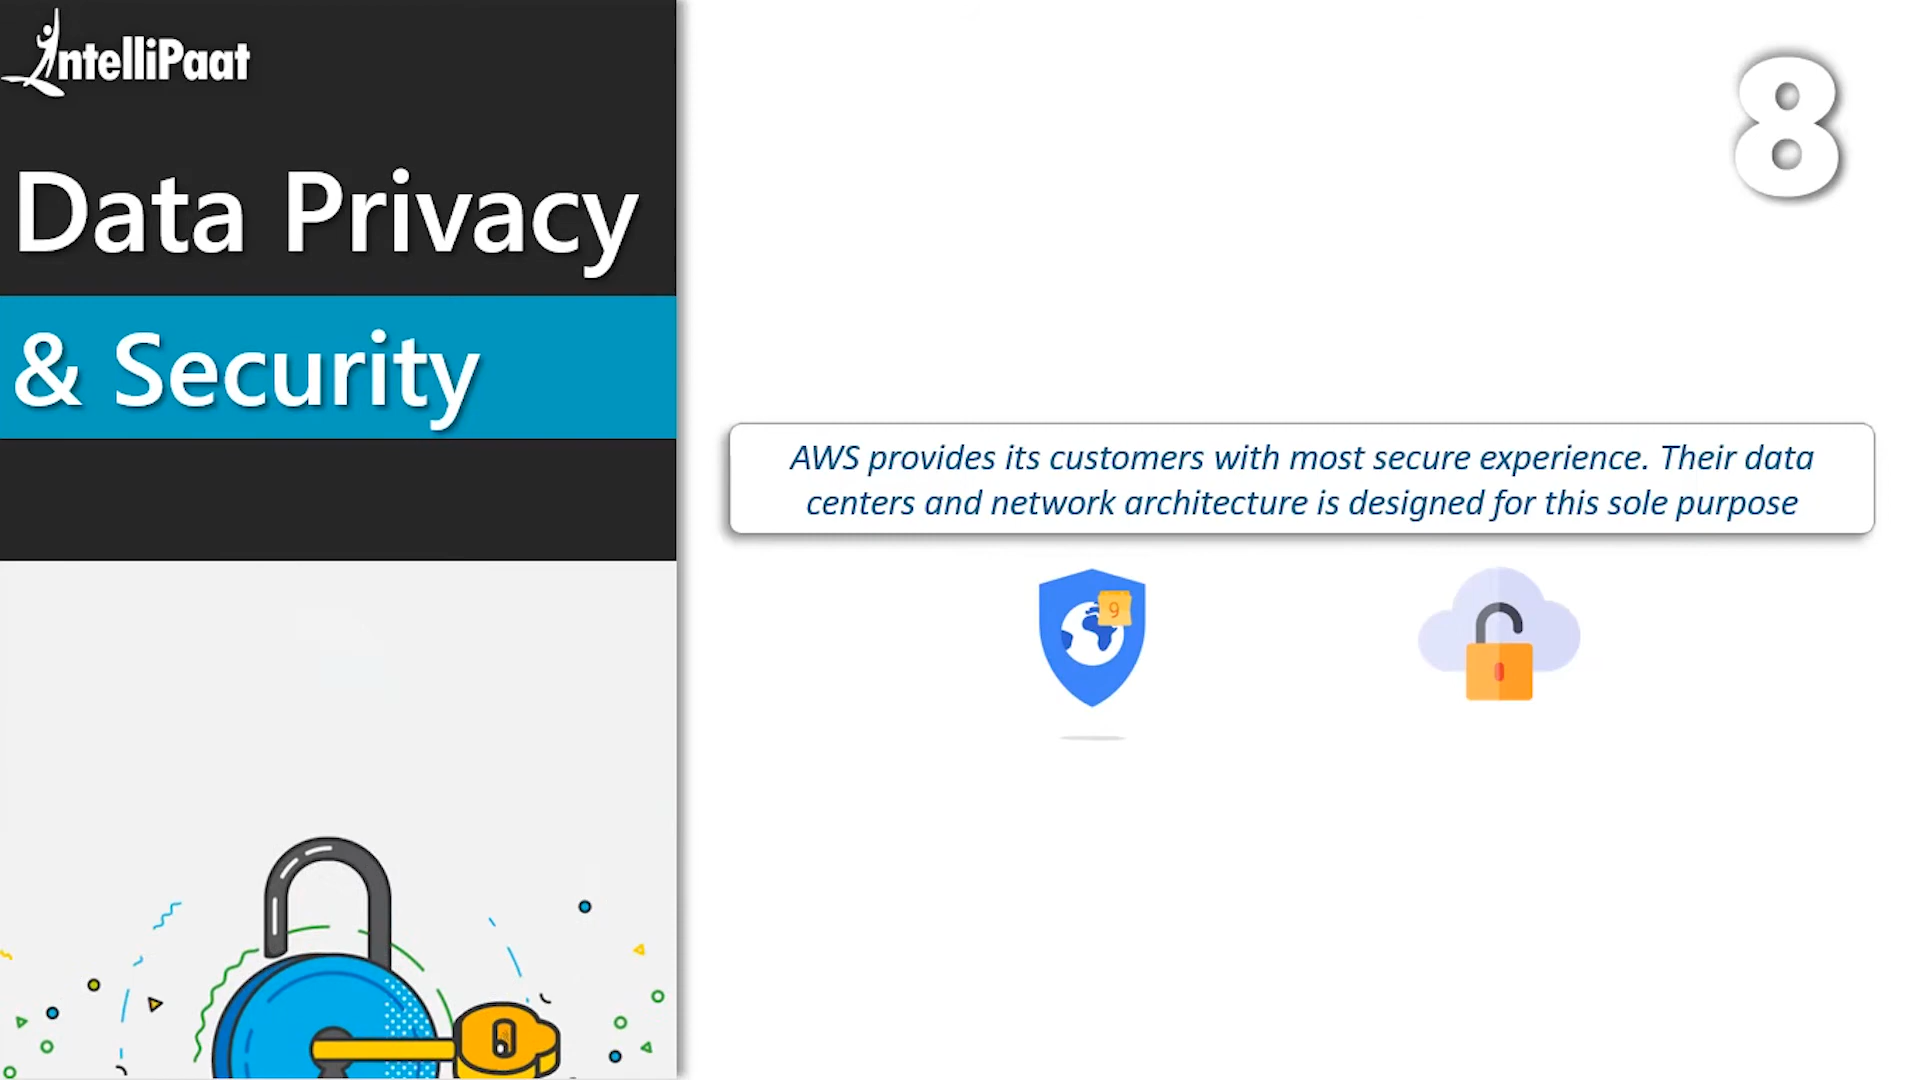 IntelliPaat
Data Privacy
& Security
8
AWS provides its customers with most secure experience. Their data
centers and network architecture is designed for this sole purpose
9